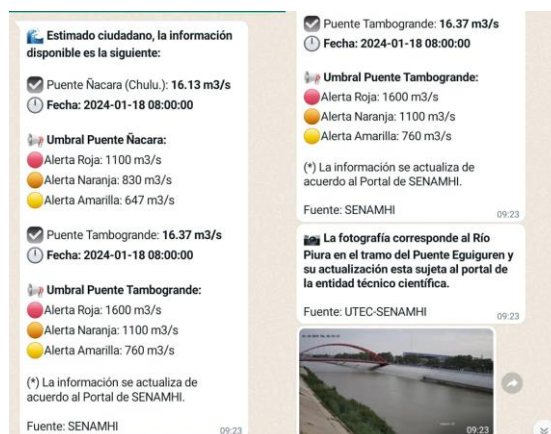 Estimado ciudadano, la información
disponible es la siguiente:
Puente Ñacara (Chulu.): 16.13 m3/s
Fecha: 2024-01-18 08:00:00
Umbral Puente Ñacara:
Alerta Roja: 1100 m3/s
Alerta Naranja: 830 m3/s
Alerta Amarilla: 647 m3/s
Puente Tambogrande: 16.37 m3/s
Fecha: 2024-01-18 08:00:00
Umbral Puente Tambogrande:
Alerta Roja: 1600 m3/s
Alerta Naranja: 1100 m3/s
Alerta Amarilla: 760 m3/s
(*) La información se actualiza de
acuerdo al Portal de SENAMHI.
Fuente: SENAMHI
09:23
Puente Tambogrande: 16.37 m3/s
Fecha: 2024-01-18 08:00:00
Umbral Puente Tambogrande:
Alerta Roja: 1600 m3/s
Alerta Naranja: 1100 m3/s
Alerta Amarilla: 760 m3/s
(*) La información se actualiza de
acuerdo al Portal de SENAMHI.
Fuente: SENAMHI
09:23
La fotografía corresponde al Río
Piura en el tramo del Puente Eguiguren y
su actualización esta sujeta al portal de
la entidad técnico científica.
Fuente: UTEC-SENAMHI
09:23
09:23